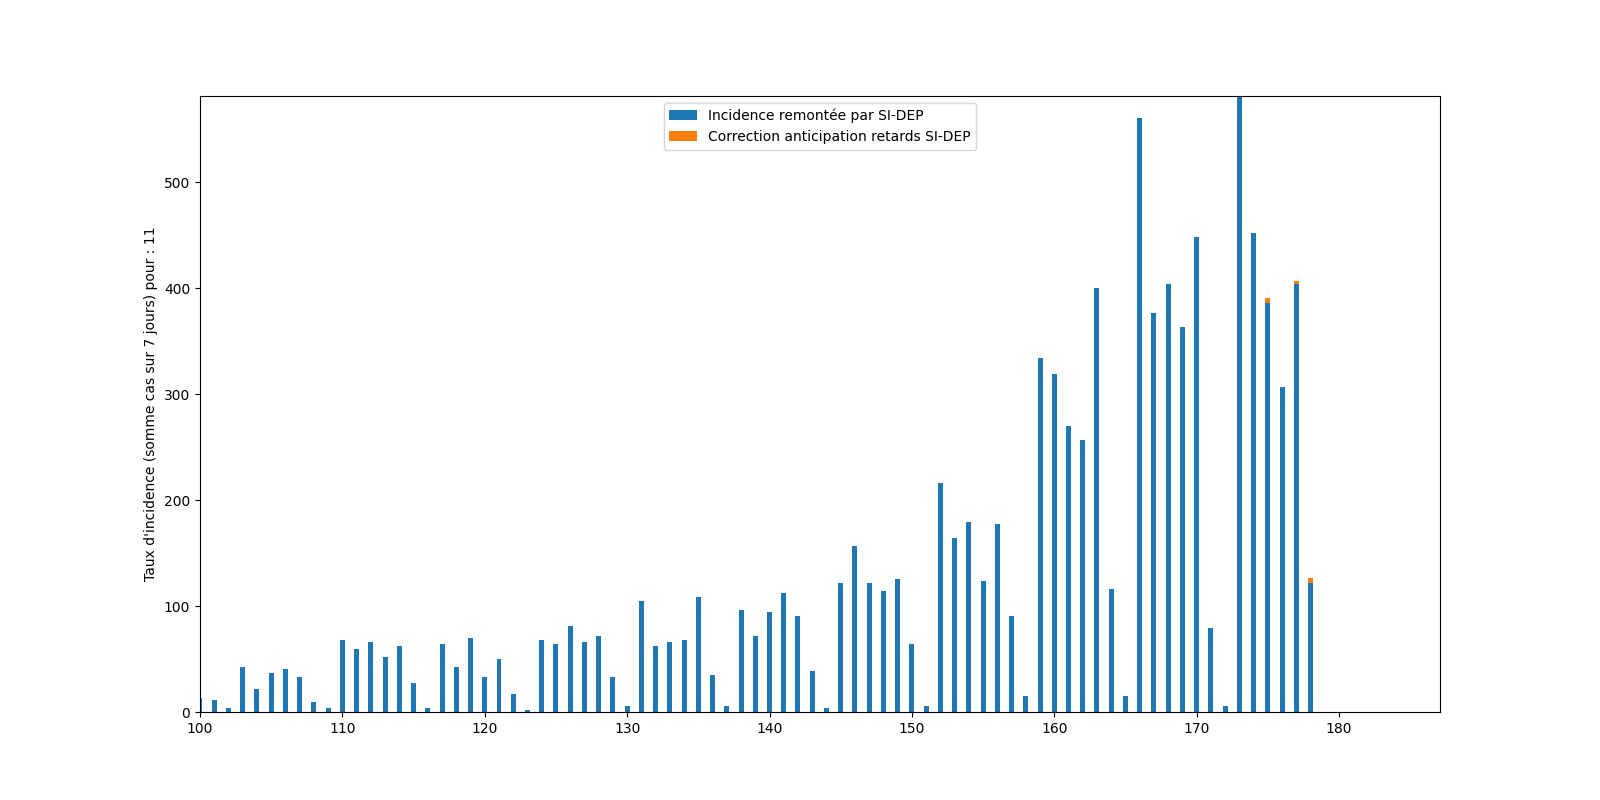 Incidence remontée par SI-DEP
Correction anticipation retards SI-DEP
Taux d'incidence (somme cas sur 7 jours) pour : 11
500
400
300
200
100
0
100 110 120 130 140 150 160 170 180